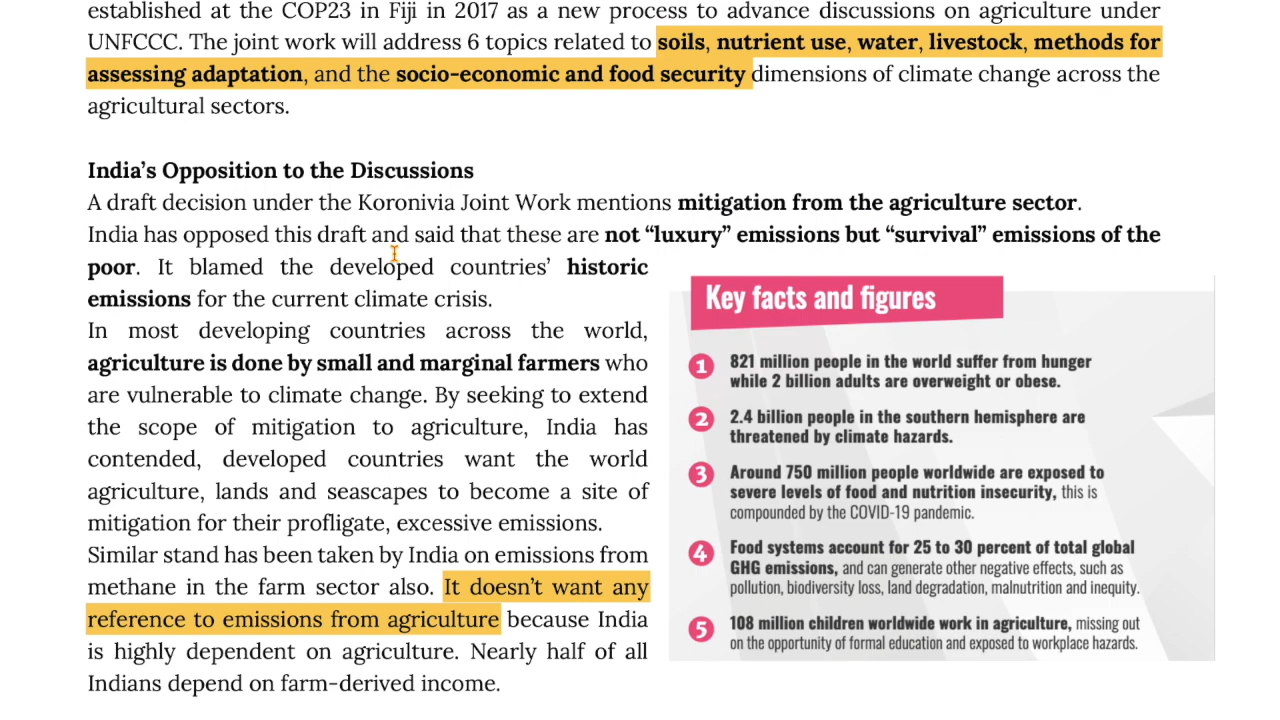 established at the COP23 in Fiji in 2017 as a new process to advance discussions on agriculture under
UNFCCC. The joint work will address 6 topics related to soils, nutrient use, water, livestock, methods for
assessing adaptation, and the socio-economic and food security dimensions of climate change across the
agricultural sectors.
India’s Opposition to the Discussions
A draft decision under the Koronivia Joint Work mentions mitigation from the agriculture sector.
India has opposed this draft and said that these are not “luxury” emissions but “survival” emissions of the
poor. It blamed the developed countries’ historic
emissions for the current climate crisis.
In most developing countries across the world,
agriculture is done by small and marginal farmers who
are vulnerable to climate change. By seeking to extend
the scope of mitigation to agriculture, India has
contended, developed countries want the world
agriculture, lands and seascapes to become a site of
mitigation for their profligate, excessive emissions.
Similar stand has been taken by India on emissions from
methane in the farm sector also. It doesn’t want any
reference to emissions from agriculture because India
is highly dependent on agriculture. Nearly half of all
Indians depend on farm-derived income.
Key facts and figures
1 821 million people in the world suffer from hunger
while 2 billion adults are overweight or obese.
2 2.4 billion people in the southern hemisphere are
threatened by climate hazards.
3 Around 750 million people worldwide are exposed to
severe levels of food and nutrition insecurity, this is
compounded by the COVID-19 pandemic.
4 Food systems account for 25 to 30 percent of total global
GHG emissions, and can generate other negative effects, such as
pollution, biodiversity loss, land degradation, malnutrition and inequity.
5 108 million children worldwide work in agriculture, missing out
on the opportunity of formal education and exposed to workplace hazards.